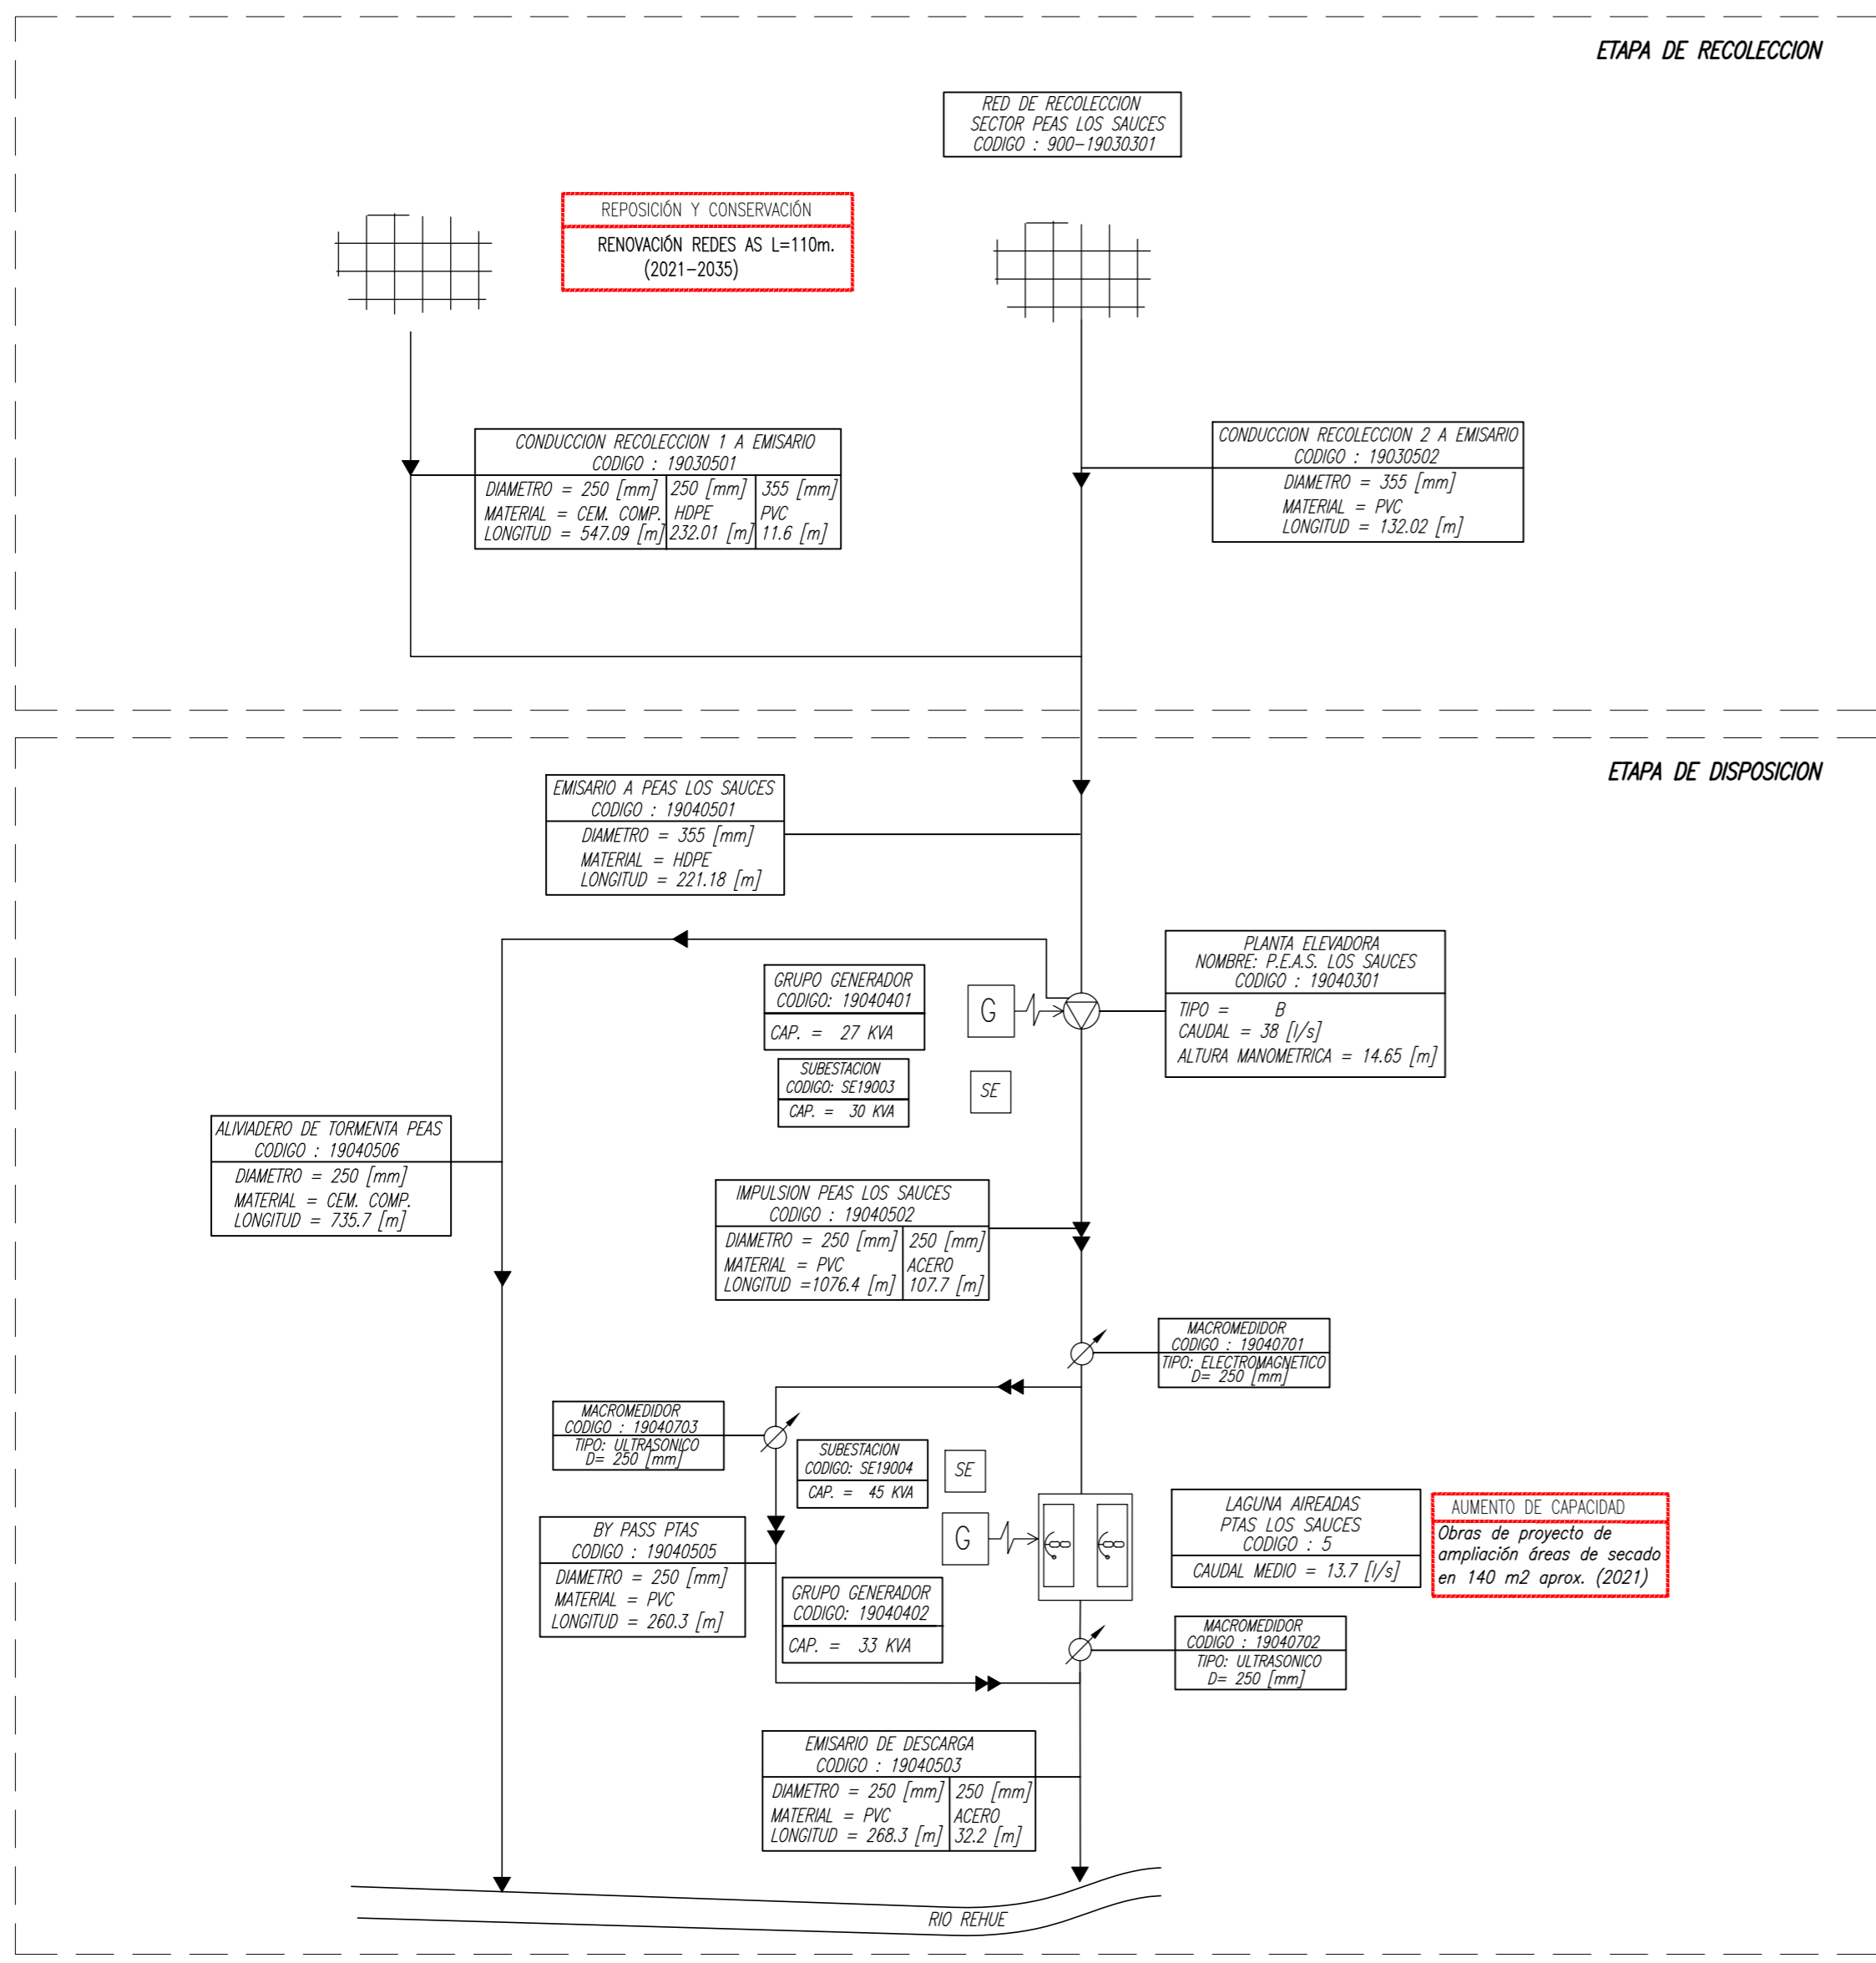 ETAPA DE RECOLECCION
RED DE RECOLECCION
SECTOR PEAS LOS SAUCES
CODIGO : 900-19030301
REPOSICIÓN Y CONSERVACIÓN
RENOVACIÓN REDES AS L=110m.
(2021-2035)
CONDUCCION RECOLECCION 1 A EMISARIO
CODIGO : 19030501
DIAMETRO = 250 [mm] 250 [mm] 355 [mm]
MATERIAL = CEM. COMP. HDPE PVC
LONGITUD = 547.09 [m] 232.01 [m] 11.6 [m]
CONDUCCION RECOLECCION 2 A EMISARIO
CODIGO : 19030502
DIAMETRO = 355 [mm]
MATERIAL = PVC
LONGITUD = 132.02 [m]
ETAPA DE DISPOSICION
EMISARIO A PEAS LOS SAUCES
CODIGO : 19040501
DIAMETRO = 355 [mm]
MATERIAL = HDPE
LONGITUD = 221.18 [m]
PLANTA ELEVADORA
NOMBRE: P.E.A.S. LOS SAUCES
CODIGO : 19040301
TIPO = B
CAUDAL = 38 [l/s]
ALTURA MANOMETRICA = 14.65 [m]
GRUPO GENERADOR
CODIGO: 19040401
CAP. = 27 KVA
G
SUBESTACION
CODIGO: SE19003
CAP. = 30 KVA
SE
ALIVIADERO DE TORMENTA PEAS
CODIGO : 19040506
DIAMETRO = 250 [mm]
MATERIAL = CEM. COMP.
LONGITUD = 735.7 [m]
IMPULSION PEAS LOS SAUCES
CODIGO : 19040502
DIAMETRO = 250 [mm] 250 [mm]
MATERIAL = PVC ACERO
LONGITUD =1076.4 [m] 107.7 [m]
MACROMEDIDOR
CODIGO : 19040701
TIPO: ELECTROMAGNETICO
D= 250 [mm]
MACROMEDIDOR
CODIGO : 19040703
TIPO: ULTRASONICO
D= 250 [mm]
SUBESTACION
CODIGO: SE19004
CAP. = 45 KVA
SE
G
BY PASS PTAS
CODIGO : 19040505
DIAMETRO = 250 [mm]
MATERIAL = PVC
LONGITUD = 260.3 [m]
GRUPO GENERADOR
CODIGO: 19040402
CAP. = 33 KVA
LAGUNA AIREADAS
PTAS LOS SAUCES
CODIGO : 5
CAUDAL MEDIO = 13.7 [l/s]
AUMENTO DE CAPACIDAD
Obras de proyecto de
ampliación áreas de secado
en 140 m2 aprox. (2021)
MACROMEDIDOR
CODIGO : 19040702
TIPO: ULTRASONICO
D= 250 [mm]
EMISARIO DE DESCARGA
CODIGO : 19040503
DIAMETRO = 250 [mm] 250 [mm]
MATERIAL = PVC ACERO
LONGITUD = 268.3 [m] 32.2 [m]
RIO REHUE